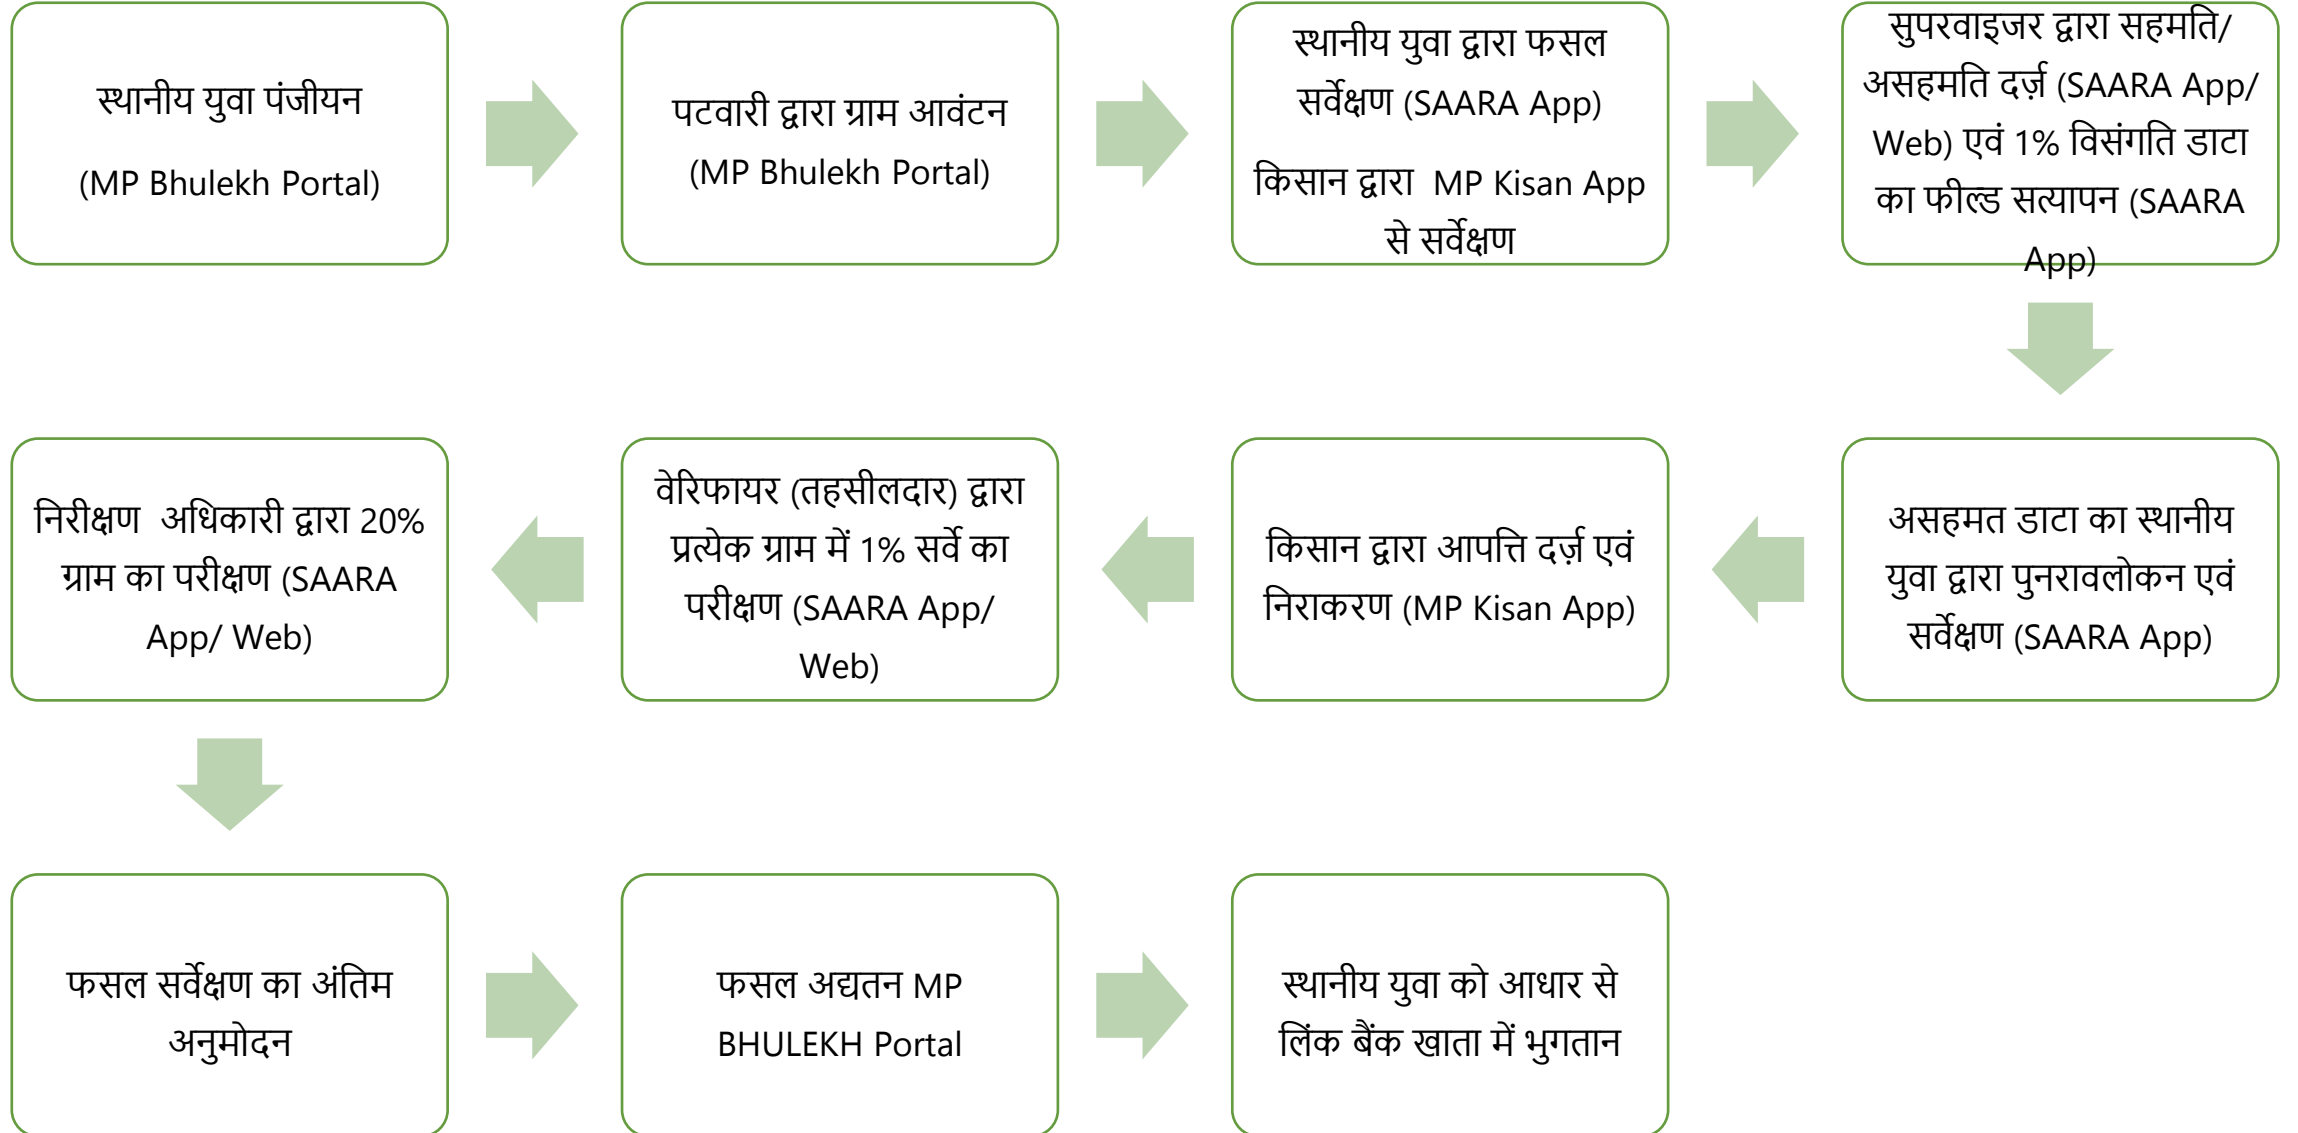 स्थानीय युवा पंजीयन
(MP Bhulekh Portal)
पटवारी द्वारा ग्राम आवंटन
(MP Bhulekh Portal)
स्थानीय युवा द्वारा फसल
सर्वेक्षण (SAARA App)
किसान द्वारा MP Kisan App
से सर्वेक्षण
सुपरवाइजर द्वारा सहमति/
असहमति दर्ज़ (SAARA App/
Web) एवं 1% विसंगति डाटा
का फील्ड सत्यापन (SAARA
App)
असहमत डाटा का स्थानीय
युवा द्वारा पुनरावलोकन एवं
सर्वेक्षण (SAARA App)
किसान द्वारा आपत्ति दर्ज़ एवं
निराकरण (MP Kisan App)
वेरिफायर (तहसीलदार) द्वारा
प्रत्येक ग्राम में 1% सर्वे का
परीक्षण (SAARA App/
Web)
निरीक्षण अधिकारी द्वारा 20%
ग्राम का परीक्षण (SAARA
App/ Web)
फसल सर्वेक्षण का अंतिम
अनुमोदन
फसल अद्यतन MP
BHULEKH Portal
स्थानीय युवा को आधार से
लिंक बैंक खाता में भुगतान